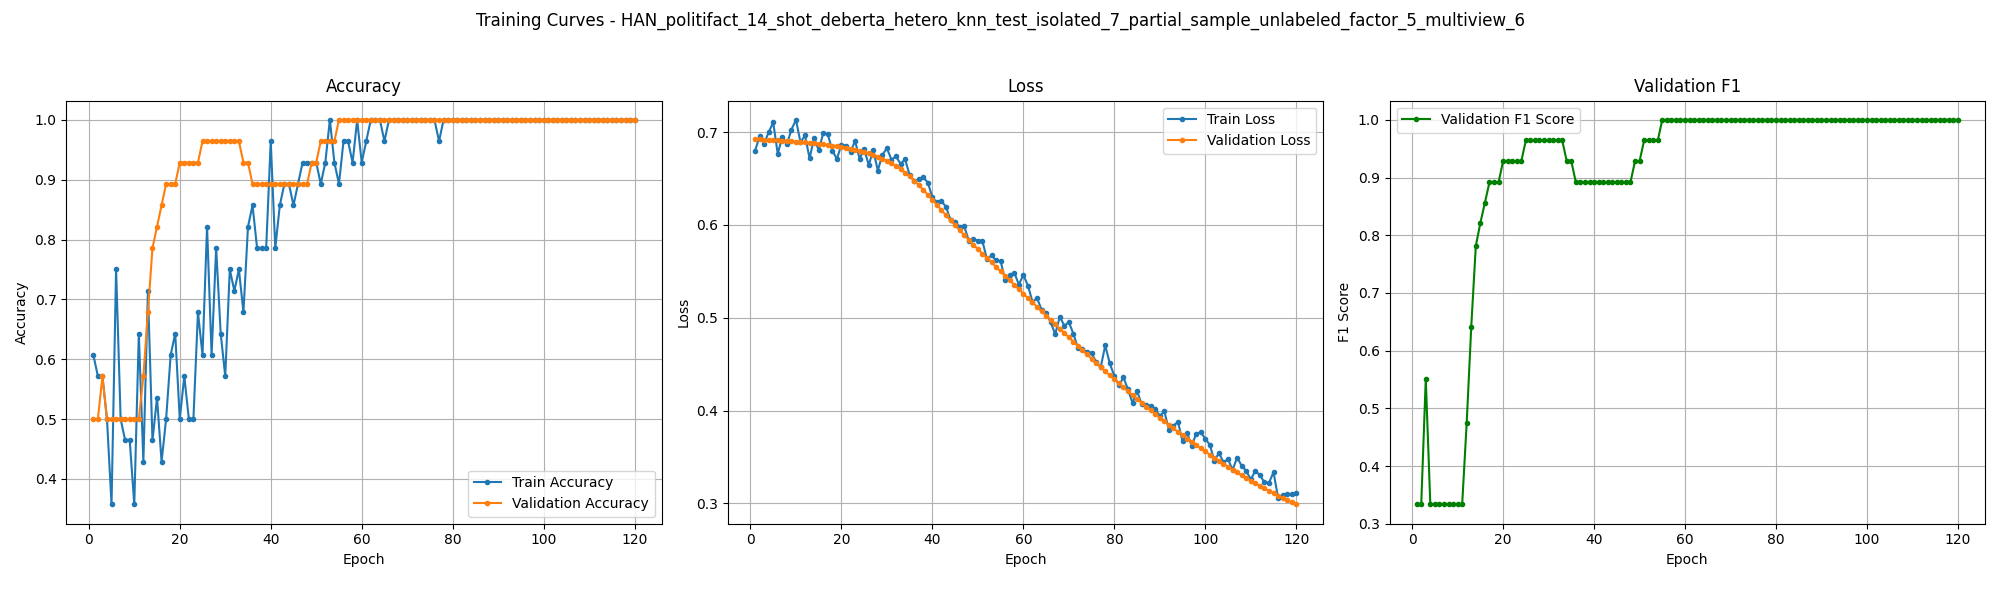 Training Curves - HAN_politifact_14_shot_deberta_hetero_knn_test_isolated_7_partial_sample_unlabeled_factor_5_multiview_6
Accuracy
1.0
0.9
0.8
0.7
0.6
0.5
0.4
Accuracy
Train Accuracy
Validation Accuracy
0 20 40 60 80 100 120
Epoch
Loss
0.7
0.6
0.5
0.4
0.3
Loss
Train Loss
Validation Loss
0 20 40 60 80 100 120
Epoch
Validation F1
1.0
0.9
0.8
0.7
0.6
0.5
0.4
0.3
F1 Score
Validation F1 Score
0 20 40 60 80 100 120
Epoch